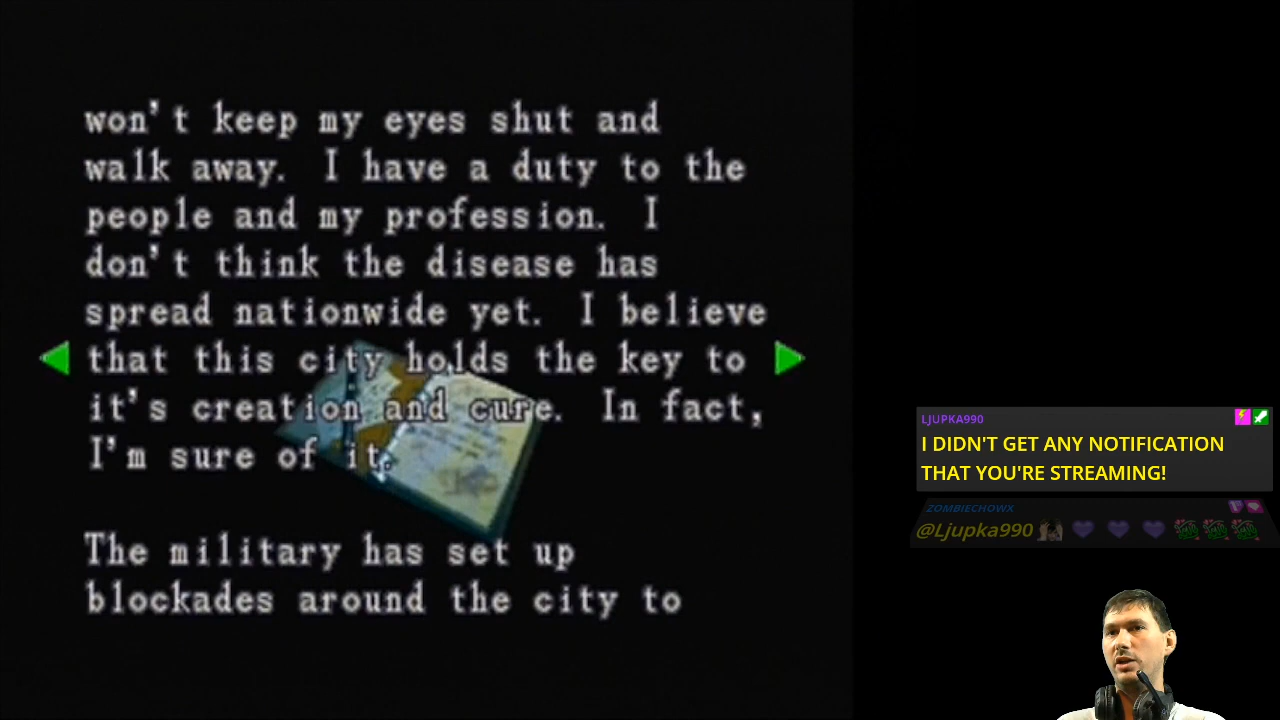 won't keep my eyes shut and
walk away. I have a duty to the
people and my profession. I
don't think the disease has
spread nationwide yet. I believe
that this city holds the key to
it's creation and cure. In fact,
I'm sure of it.
The military has set up
blockades around the city to
LJUPKA990
I DIDN'T GET ANY NOTIFICATION
THAT YOU'RE STREAMING!
ZOMBIECHOWX
@Ljupka990